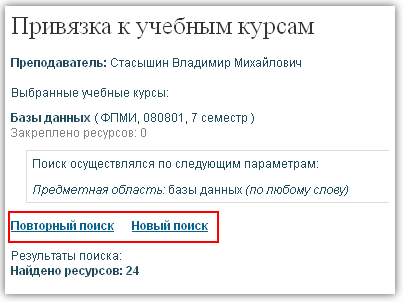 Привязка к учебным курсам
Преподаватель: Стасышин Владимир Михайлович
Выбранные учебные курсы:
Базы данных ( ФПМИ, 080801, 7 семестр )
Закреплено ресурсов: 0
Поиск осуществлялся по следующим параметрам:
Предметная область: базы данных (по любому слову)
Повторный поиск Новый поиск
Результаты поиска:
Найдено ресурсов: 24